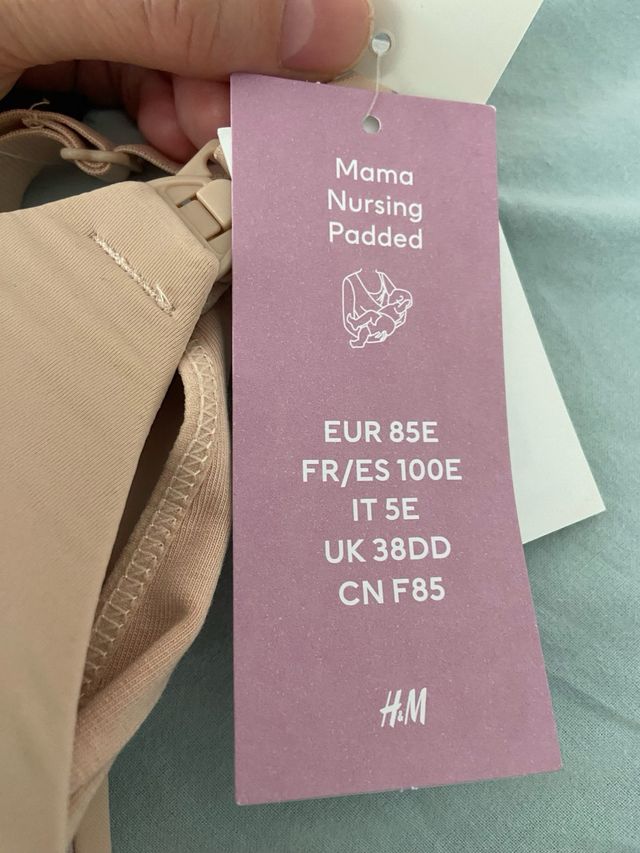 Mama
Nursing
Padded
EUR 85E
FR/ES 100E
IT 5E
UK 38DD
CN F85
H&M